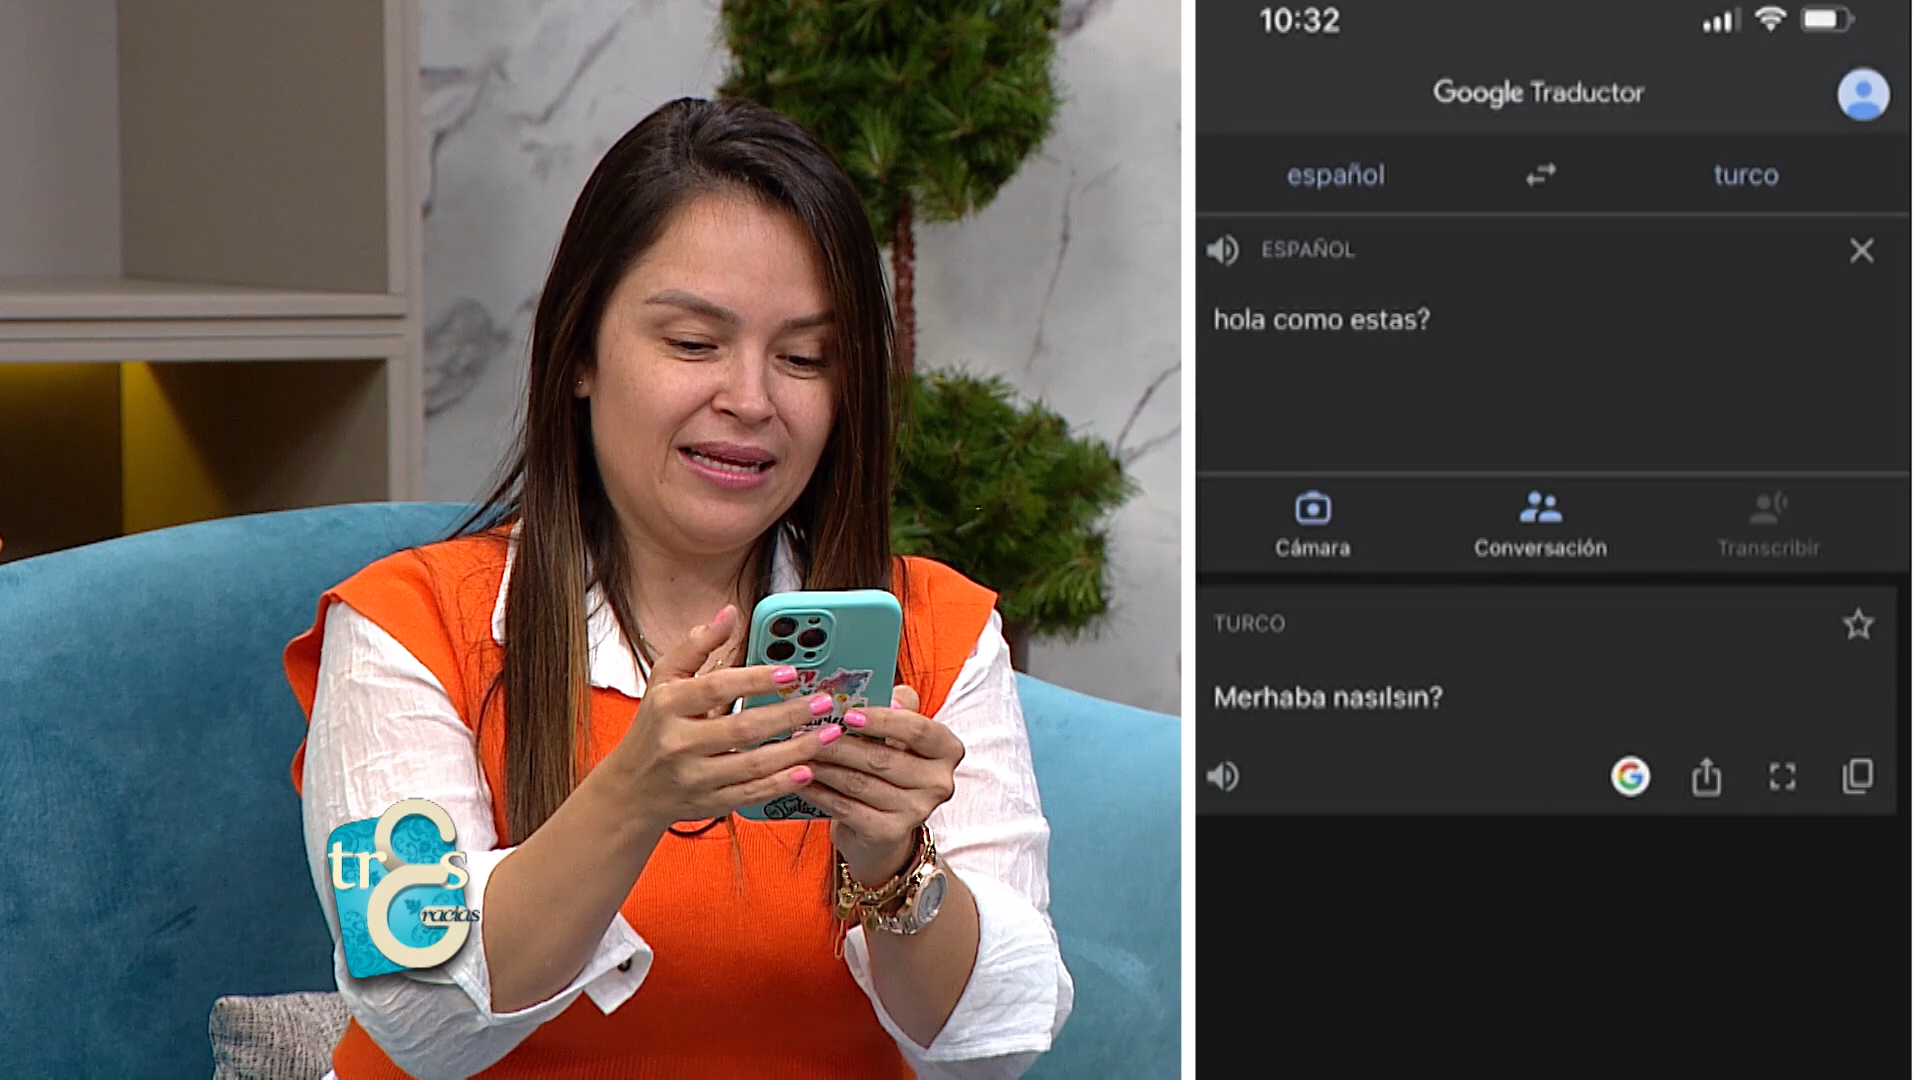 10:32
Google Traductor
español
turco
ESPAÑOL
hola como estas?
Cámara
Conversación
Transcribir
TURCO
Merhaba nasılsın?
G
trEs
Gracias